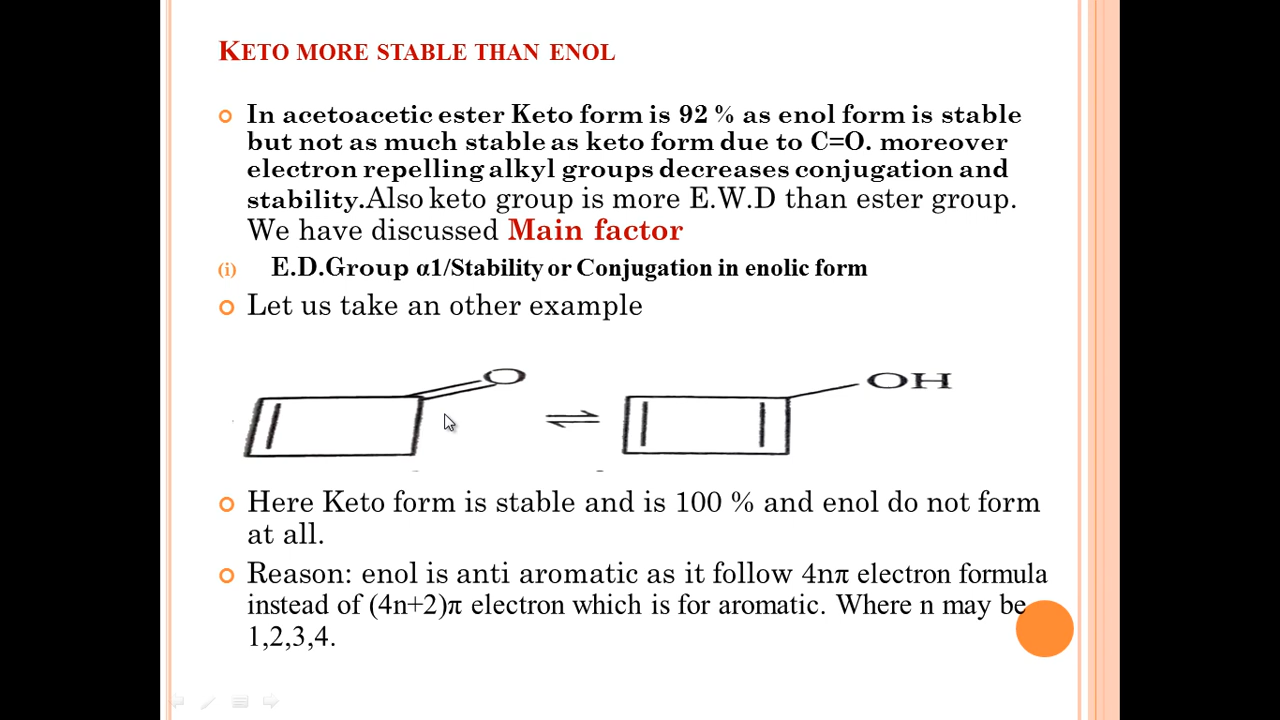 KETO MORE STABLE THAN ENOL
In acetoacetic ester Keto form is 92 % as enol form is stable
but not as much stable as keto form due to C=O. moreover
electron repelling alkyl groups decreases conjugation and
stability.Also keto group is more E.W.D than ester group.
We have discussed Main factor
(i) E.D.Group α1/Stability or Conjugation in enolic form
Let us take an other example
O
OH
Here Keto form is stable and is 100 % and enol do not form
at all.
Reason: enol is anti aromatic as it follow 4nπ electron formula
instead of (4n+2)π electron which is for aromatic. Where n may be
1,2,3,4.